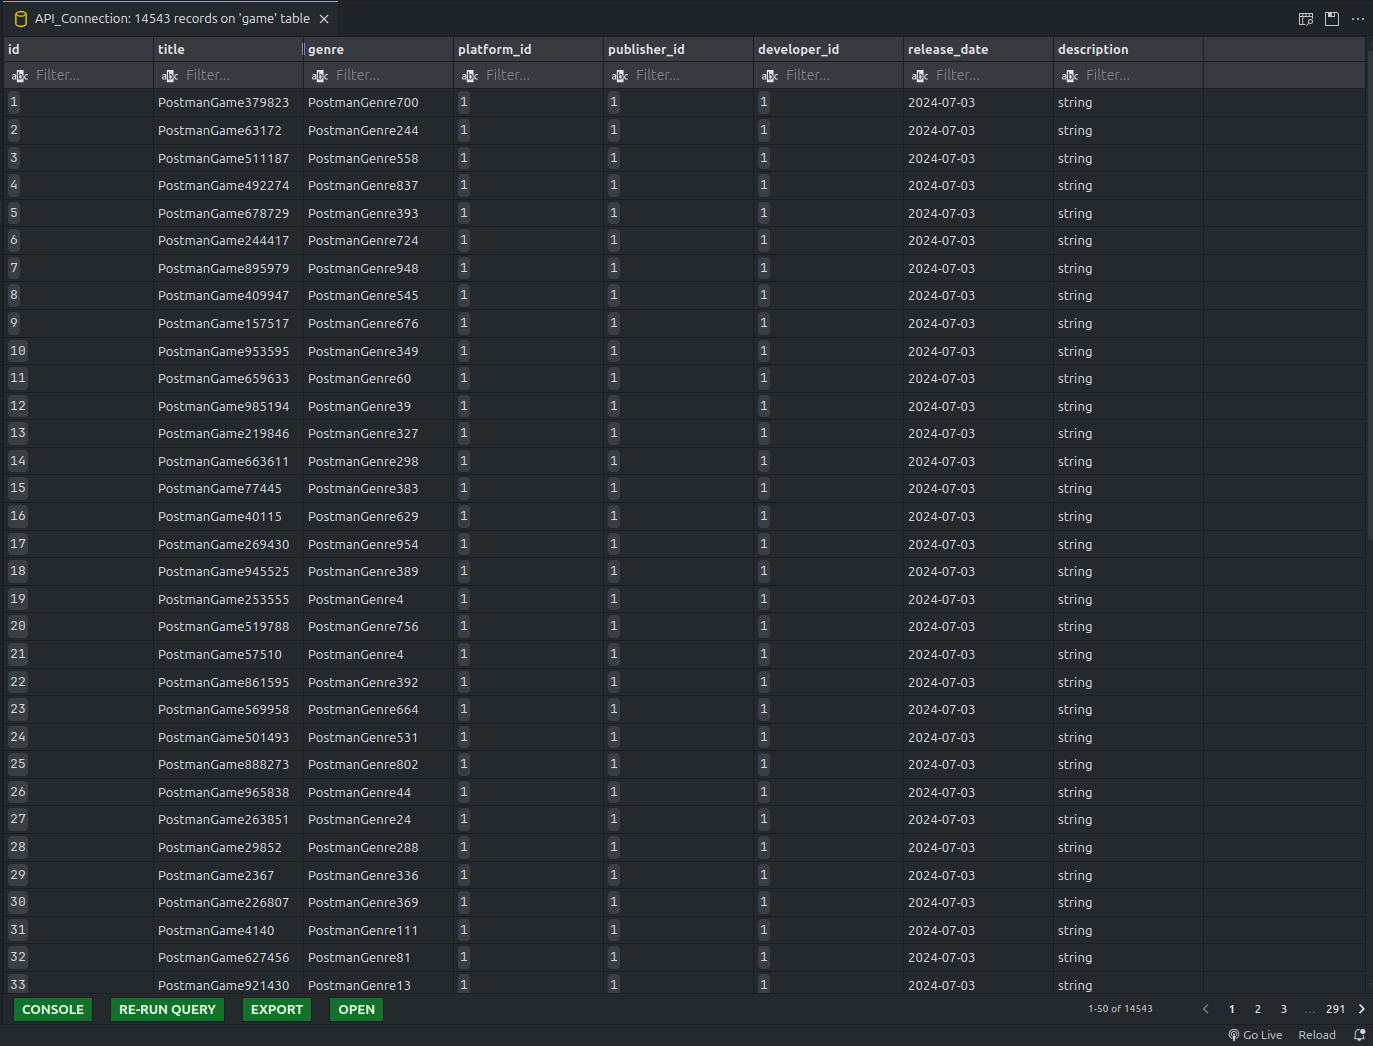 API_Connection: 14543 records on 'game' table
id title genre platform_id publisher_id developer_id release_date description
abc Filter... abc Filter... abc Filter... abc Filter... abc Filter... abc Filter... abc Filter... abc Filter...
1 PostmanGame379823 PostmanGenre700 1 1 1 2024-07-03 string
2 PostmanGame63172 PostmanGenre244 1 1 1 2024-07-03 string
3 PostmanGame511187 PostmanGenre558 1 1 1 2024-07-03 string
4 PostmanGame492274 PostmanGenre837 1 1 1 2024-07-03 string
5 PostmanGame678729 PostmanGenre393 1 1 1 2024-07-03 string
6 PostmanGame244417 PostmanGenre724 1 1 1 2024-07-03 string
7 PostmanGame895979 PostmanGenre948 1 1 1 2024-07-03 string
8 PostmanGame409947 PostmanGenre545 1 1 1 2024-07-03 string
9 PostmanGame157517 PostmanGenre676 1 1 1 2024-07-03 string
10 PostmanGame953595 PostmanGenre349 1 1 1 2024-07-03 string
11 PostmanGame659633 PostmanGenre60 1 1 1 2024-07-03 string
12 PostmanGame985194 PostmanGenre39 1 1 1 2024-07-03 string
13 PostmanGame219846 PostmanGenre327 1 1 1 2024-07-03 string
14 PostmanGame663611 PostmanGenre298 1 1 1 2024-07-03 string
15 PostmanGame77445 PostmanGenre383 1 1 1 2024-07-03 string
16 PostmanGame40115 PostmanGenre629 1 1 1 2024-07-03 string
17 PostmanGame269430 PostmanGenre954 1 1 1 2024-07-03 string
18 PostmanGame945525 PostmanGenre389 1 1 1 2024-07-03 string
19 PostmanGame253555 PostmanGenre4 1 1 1 2024-07-03 string
20 PostmanGame519788 PostmanGenre756 1 1 1 2024-07-03 string
21 PostmanGame57510 PostmanGenre4 1 1 1 2024-07-03 string
22 PostmanGame861595 PostmanGenre392 1 1 1 2024-07-03 string
23 PostmanGame569958 PostmanGenre664 1 1 1 2024-07-03 string
24 PostmanGame501493 PostmanGenre531 1 1 1 2024-07-03 string
25 PostmanGame888273 PostmanGenre802 1 1 1 2024-07-03 string
26 PostmanGame965838 PostmanGenre44 1 1 1 2024-07-03 string
27 PostmanGame263851 PostmanGenre24 1 1 1 2024-07-03 string
28 PostmanGame29852 PostmanGenre288 1 1 1 2024-07-03 string
29 PostmanGame2367 PostmanGenre336 1 1 1 2024-07-03 string
30 PostmanGame226807 PostmanGenre369 1 1 1 2024-07-03 string
31 PostmanGame4140 PostmanGenre111 1 1 1 2024-07-03 string
32 PostmanGame627456 PostmanGenre81 1 1 1 2024-07-03 string
33 PostmanGame921430 PostmanGenre13 1 1 1 2024-07-03 string
CONSOLE RE-RUN QUERY EXPORT OPEN 1-50 of 14543 1 2 3 ... 291
Go Live Reload